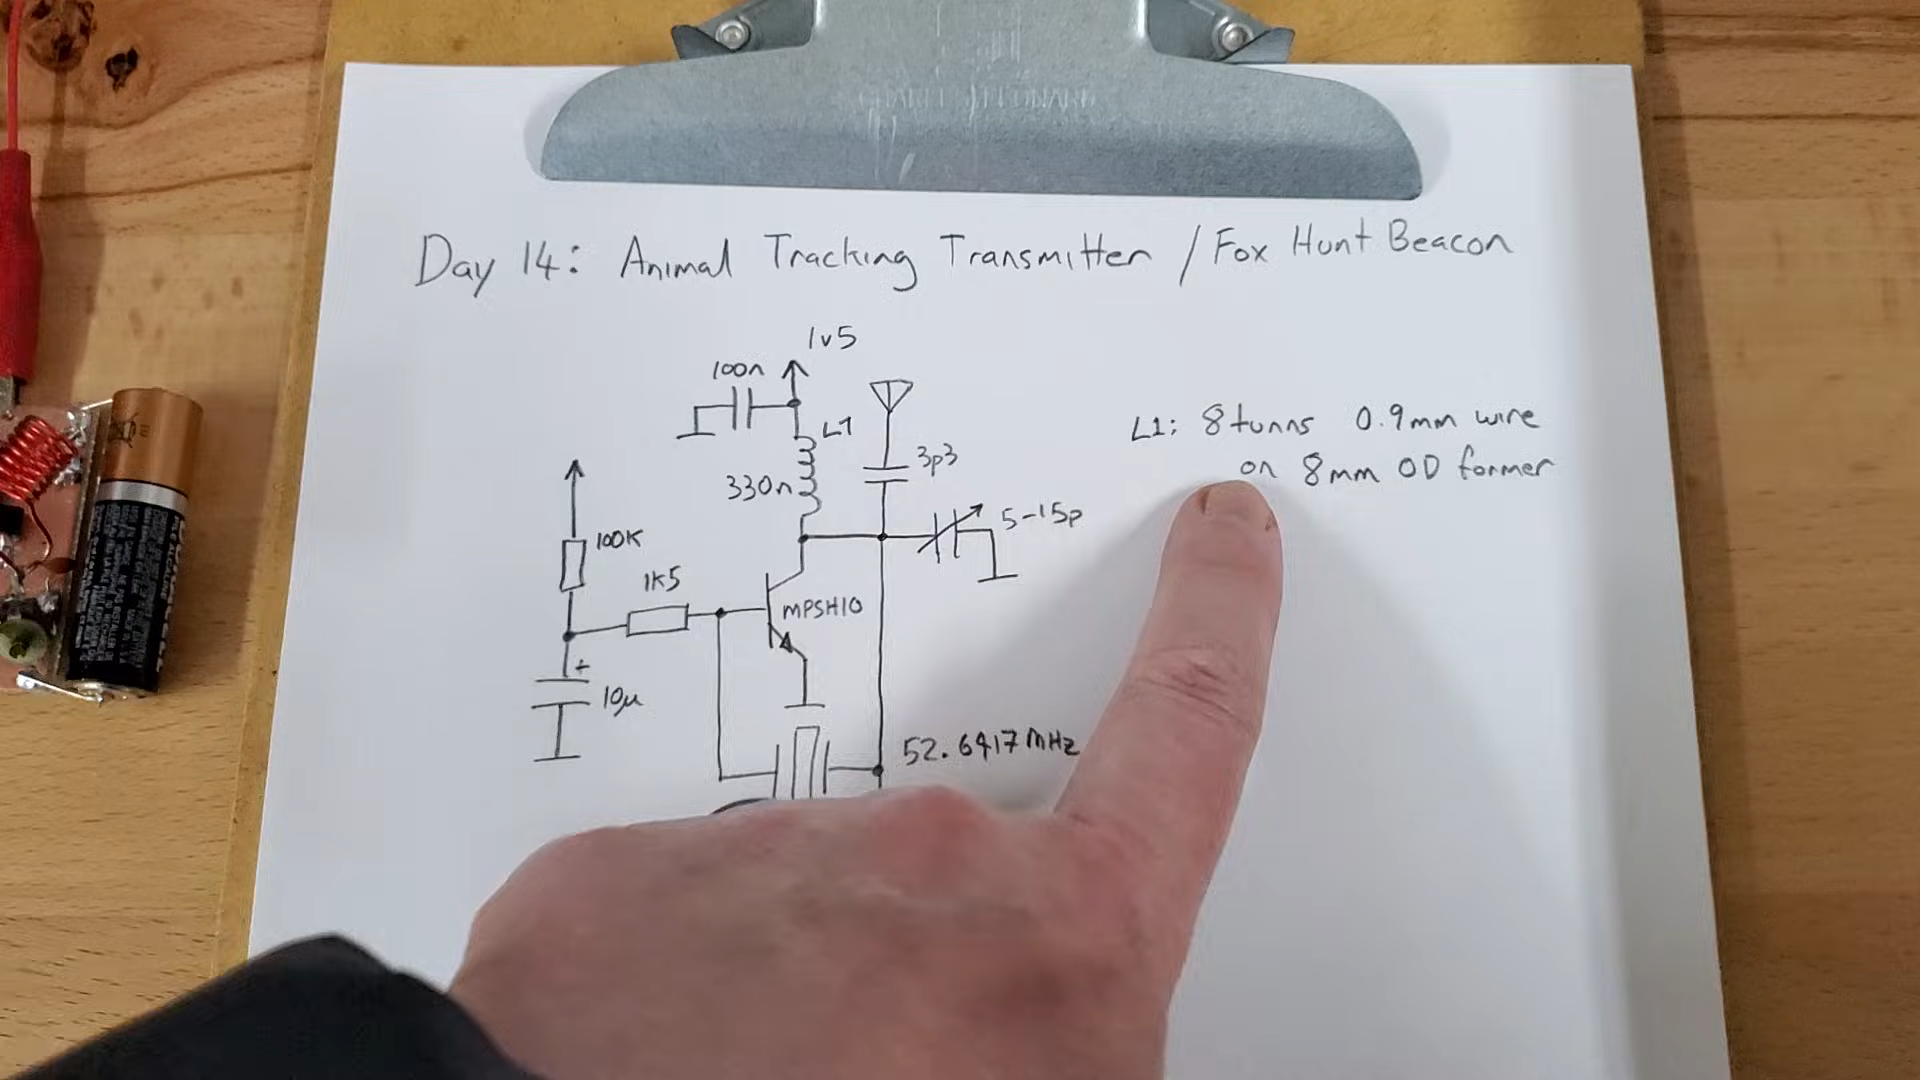 Day 14: Animal Tracking Transmitter / Fox Hunt Beacon
1v5
100n
L1
3p3
330n
L1: 8 turns 0.9mm wire
on 8mm OD former
5-15p
100K
1K5
MPSH10
+
10µ
52.6417 MHz